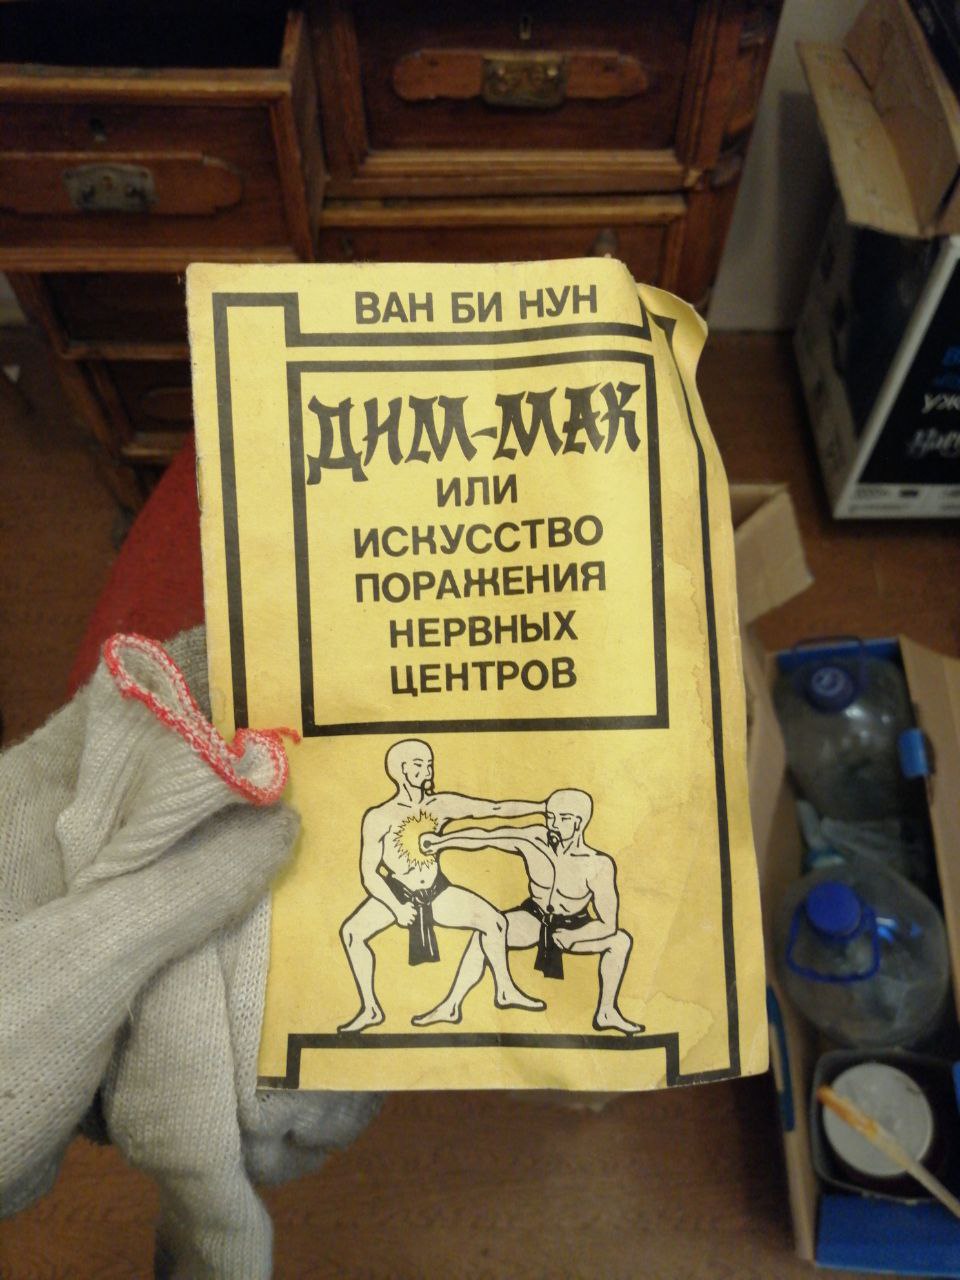 ВАН БИ НУН
ДИМ-МАК
ИЛИ
ИСКУССТВО
ПОРАЖЕНИЯ
НЕРВНЫХ
ЦЕНТРОВ